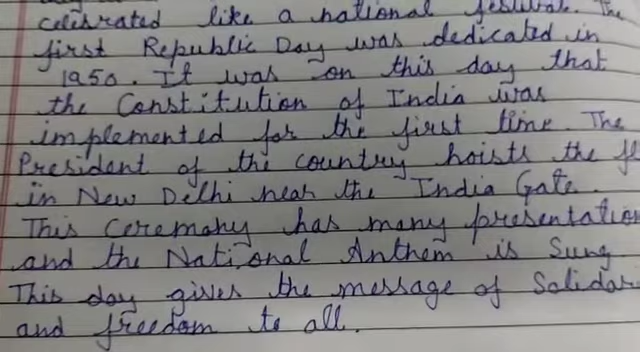 celebrated like a national festival. The
first Republic Day was dedicated in
1950. It was on this day that
the Constitution of India was
implemented for the first time. The
President of the country hoists the fl
in New Delhi near the India Gate.
This ceremony has many presentation
and the National Anthem is Sung
This day gives the message of Solidari
and freedom to all.